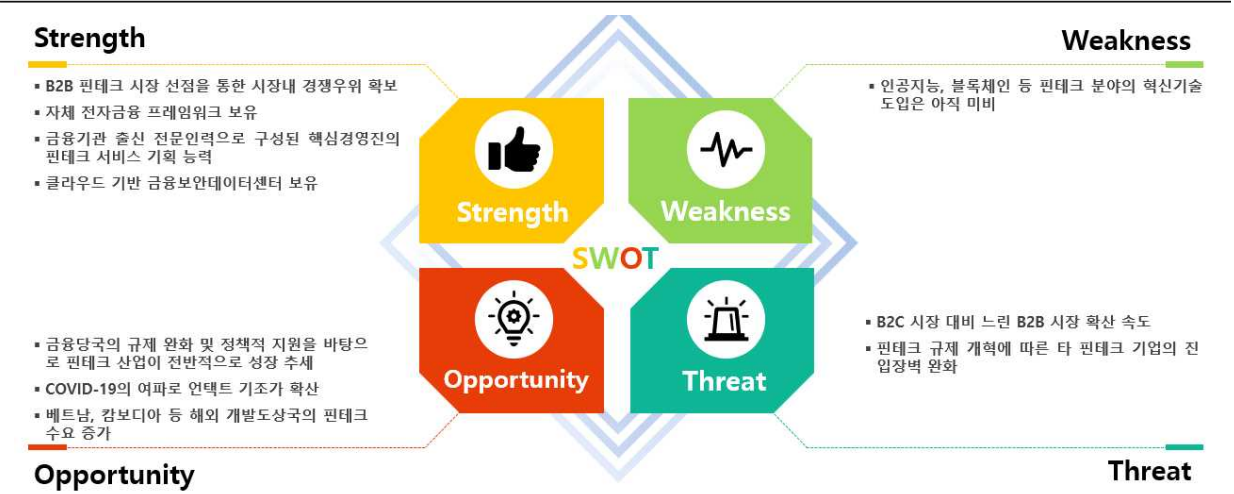 Strength
▪ B2B 핀테크 시장 선점을 통한 시장내 경쟁우위 확보
▪ 자체 전자금융 프레임워크 보유
▪ 금융기관 출신 전문인력으로 구성된 핵심경영진의
핀테크 서비스 기획 능력
▪ 클라우드 기반 금융보안데이터센터 보유
Weakness
▪ 인공지능, 블록체인 등 핀테크 분야의 혁신기술
도입은 아직 미비
Strength
Weakness
SWOT
Opportunity
Threat
▪ 금융당국의 규제 완화 및 정책적 지원을 바탕으
로 핀테크 산업이 전반적으로 성장 추세
▪ COVID-19의 여파로 언택트 기조가 확산
▪ 베트남, 캄보디아 등 해외 개발도상국의 핀테크
수요 증가
Opportunity
▪ B2C 시장 대비 느린 B2B 시장 확산 속도
▪ 핀테크 규제 개혁에 따른 타 핀테크 기업의 진
입장벽 완화
Threat